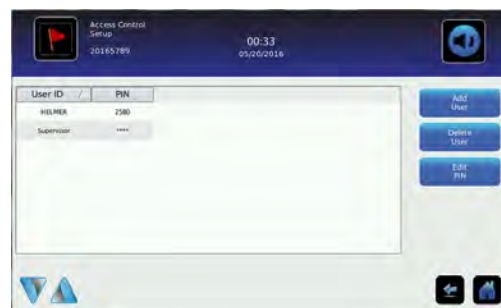 Access Control
Setup
20165789
00:33
05/20/2016
User ID / PIN
HELMER 2580
Supervisor ****
Add
User
Delete
User
Edit
PIN